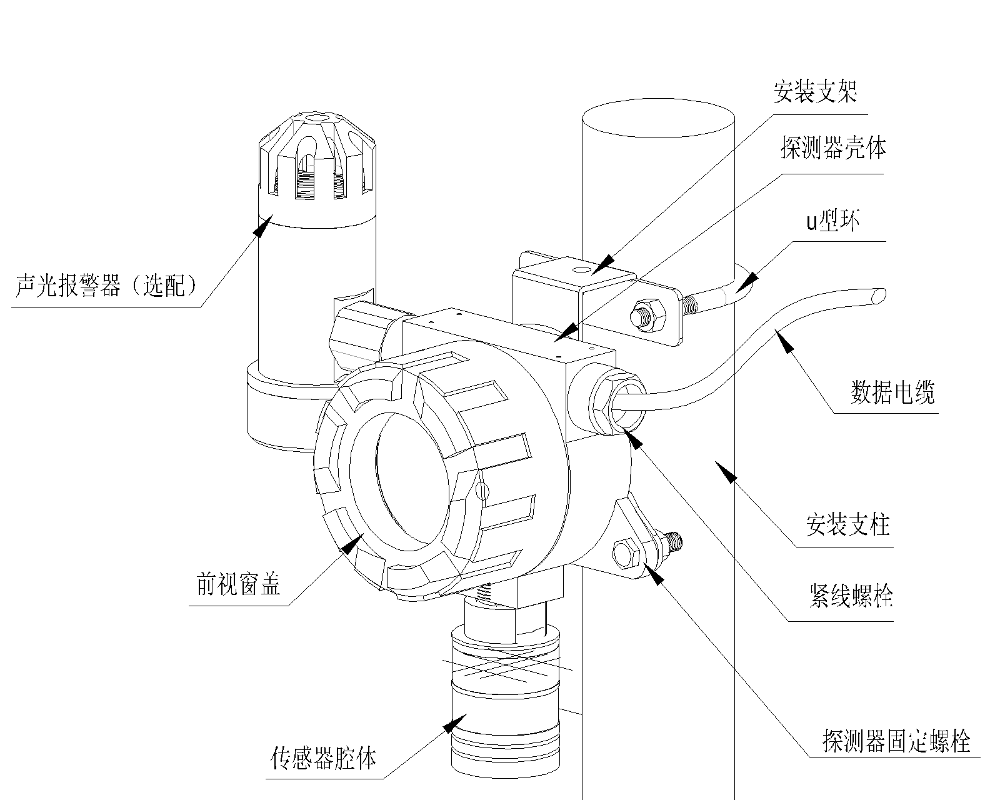 安装支架
探测器壳体
u型环
声光报警器（选配）
数据电缆
安装支柱
前视窗盖
紧线螺栓
探测器固定螺栓
传感器腔体